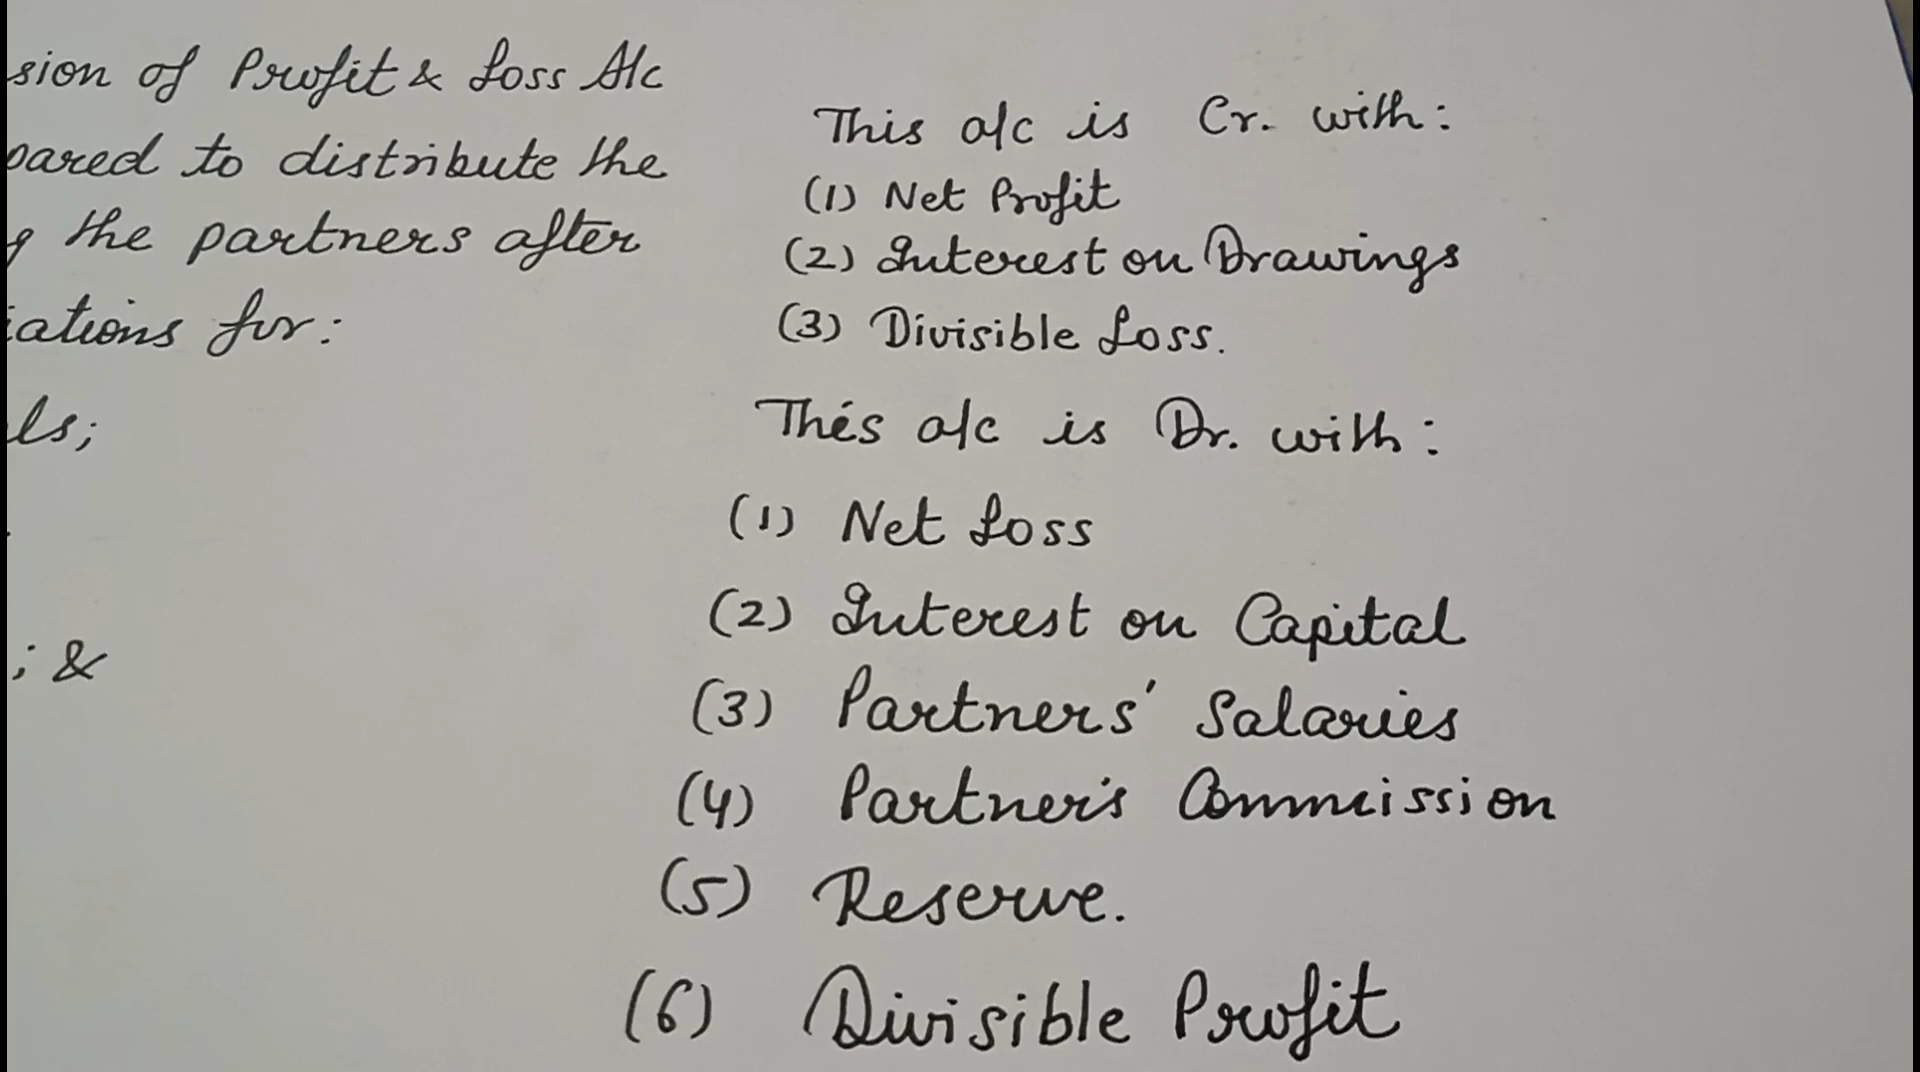 sion of Profit & Loss A/c
pared to distribute the
g the partners after
iations for:
ls;
; &
This a/c is Cr. with:
(1) Net Profit
(2) Interest on Drawings
(3) Divisible Loss.
This a/c is Dr. with:
(1) Net Loss
(2) Interest on Capital
(3) Partners' Salaries
(4) Partner's Commission
(5) Reserve.
(6) Divisible Profit